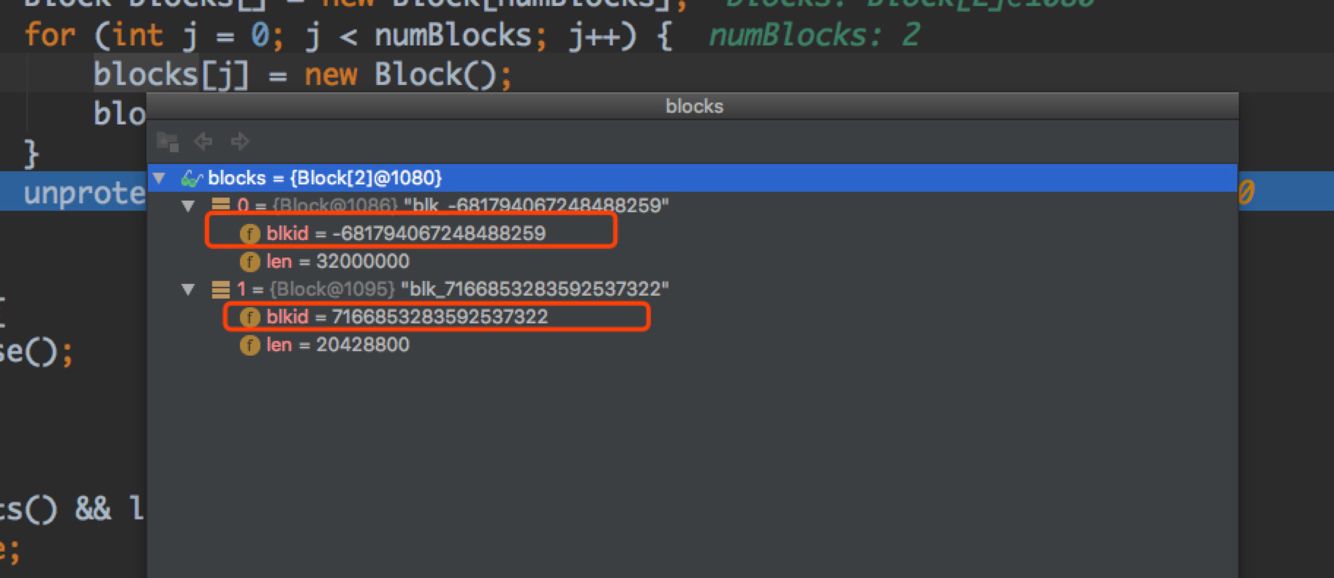 Block blocks[] = new Block[numBlocks]; blocks: Block[2]@1080
for (int j = 0; j < numBlocks; j++) { numBlocks: 2
blocks[j] = new Block();
blo
blocks
}
blocks = {Block[2]@1080}
unprote
0
0 = {Block@1086} "blk_-681794067248488259"
blkid = -681794067248488259
len = 32000000
1 = {Block@1095} "blk_7166853283592537322"
blkid = 7166853283592537322
len = 20428800
se();
ts() && l
e;